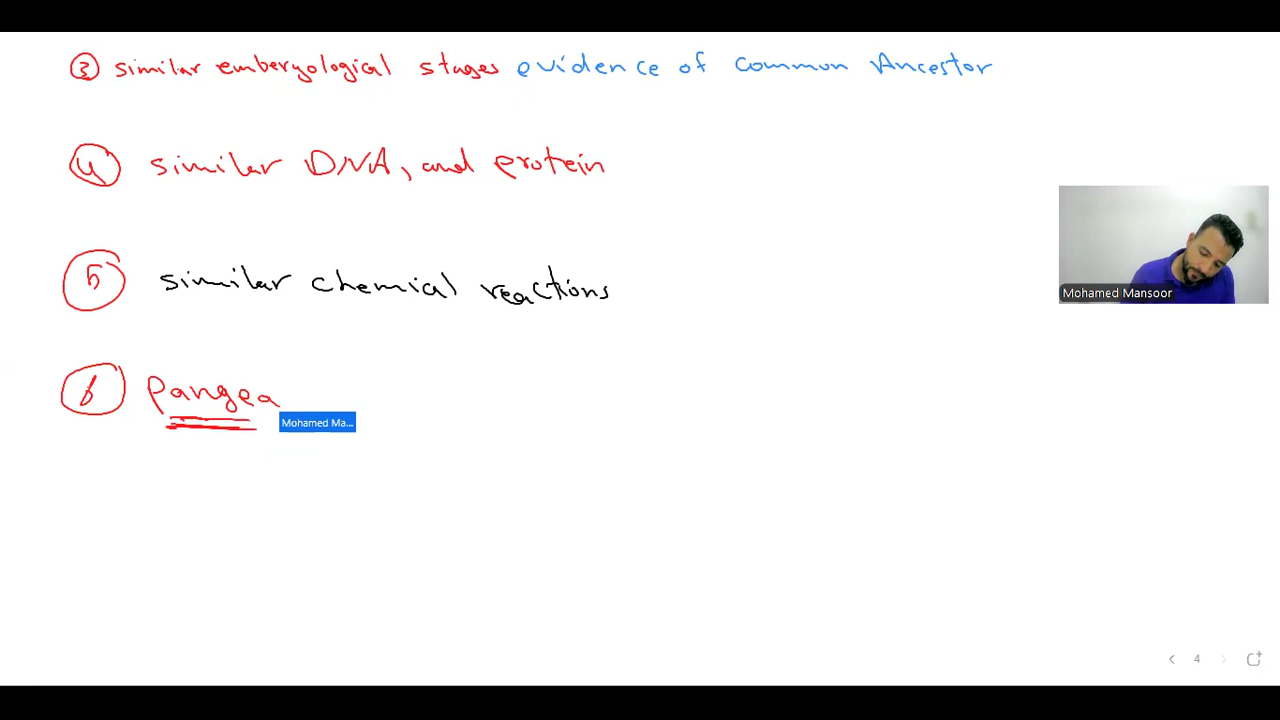 3 similar emberyological stages evidence of common Ancestor
4 similar DNA, and protein
5 similar chemical reactions
Mohamed Mansoor
6 pangea
Mohamed Ma...
< 4 >